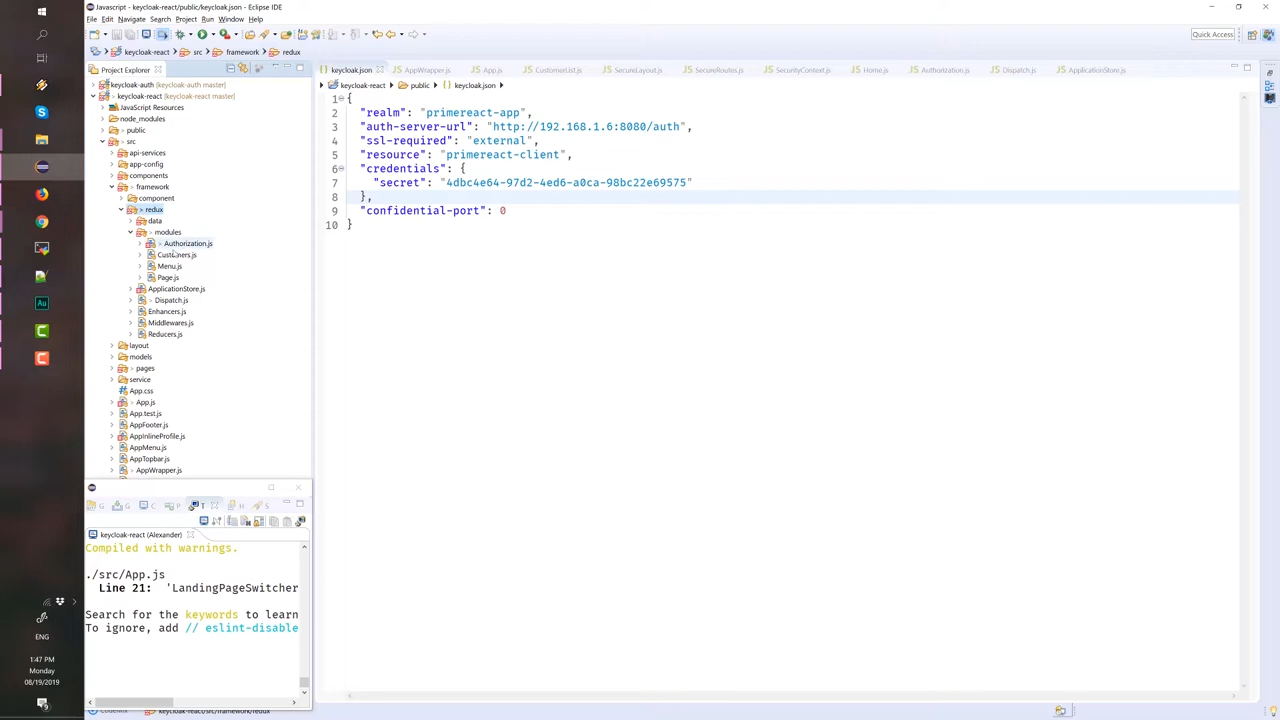 Javascript - keycloak-react/public/keycloak.json - Eclipse IDE
File Edit Navigate Search Project Run Window Help
Quick Access
keycloak-react src framework redux
Project Explorer
keycloak-auth [keycloak-auth master]
keycloak-react [keycloak-react master]
JavaScript Resources
node_modules
> public
> src
api-services
app-config
components
> framework
component
> redux
data
> modules
> Authorization.js
Customers.js
Menu.js
Page.js
ApplicationStore.js
> Dispatch.js
Enhancers.js
Middlewares.js
Reducers.js
layout
models
> pages
service
App.css
> App.js
App.test.js
AppFooter.js
AppInlineProfile.js
AppMenu.js
AppTopbar.js
> AppWrapper.js
keycloak.json AppWrapper.js App.js CustomerList.js SecureLayout.js SecureRoutes.js SecurityContext.js Home.js Authorization.js Dispatch.js ApplicationStore.js
keycloak-react public keycloak.json
1 {
2 "realm": "primereact-app",
3 "auth-server-url": "http://192.168.1.6:8080/auth",
4 "ssl-required": "external",
5 "resource": "primereact-client",
6 "credentials": {
7 "secret": "4dbc4e64-97d2-4ed6-a0ca-98bc22e69575"
8 },
9 "confidential-port": 0
10 }
G G C P T H S
keycloak-react (Alexander)
Compiled with warnings.
./src/App.js
Line 21: 'LandingPageSwitcher
Search for the keywords to learn
To ignore, add // eslint-disable
CodeMix keycloak-react/src/framework/redux
Au
ENG
1:47 PM
Monday
08/19/2019